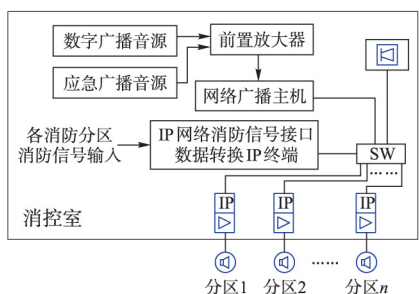 数字广播音源
前置放大器
应急广播音源
网络广播主机
各消防分区
消防信号输入
IP网络消防信号接口
数据转换IP终端
SW
……
IP
IP
IP
消控室
分区1
分区2
……
分区n